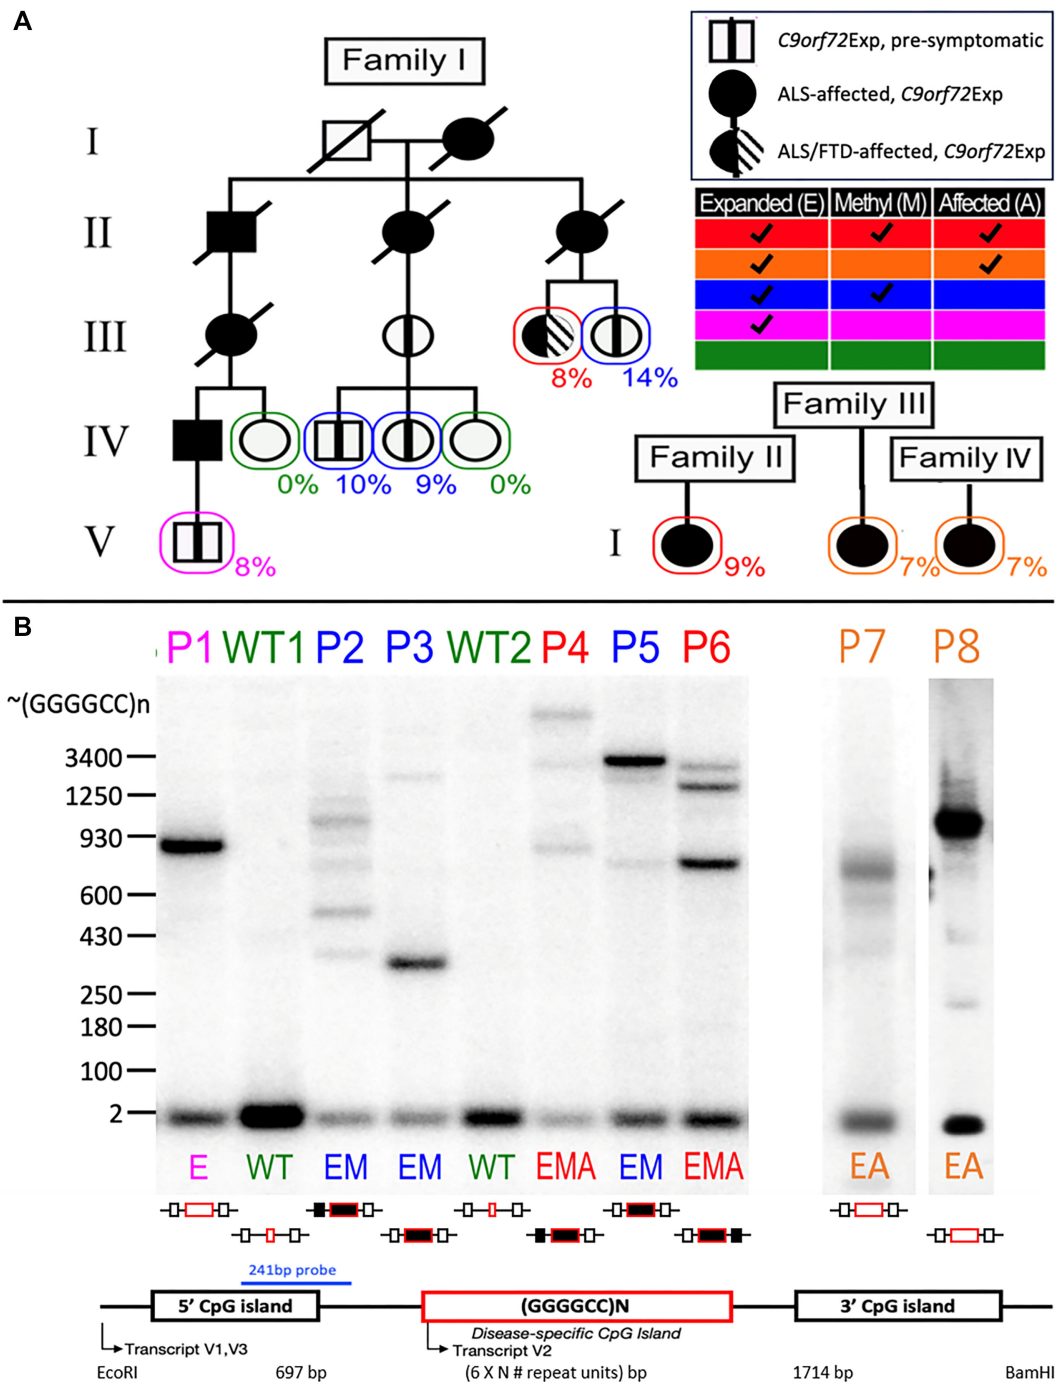 A
Family I
C9orf72Exp, pre-symptomatic
ALS-affected, C9orf72Exp
ALS/FTD-affected, C9orf72Exp
Expanded (E) Methyl (M) Affected (A)
I
II
III
8% 14%
IV
0% 10% 9% 0%
V
8%
Family III
Family II Family IV
I
9% 7% 7%
B
P1 WT1 P2 P3 WT2 P4 P5 P6 P7 P8
~(GGGGCC)n
3400
1250
930
600
430
250
180
100
2
E WT EM EM WT EMA EM EMA EA EA
241bp probe
5’ CpG island (GGGGCC)N 3’ CpG island
Disease-specific CpG Island
Transcript V1,V3 Transcript V2
EcoRI 697 bp (6 X N # repeat units) bp 1714 bp BamHI